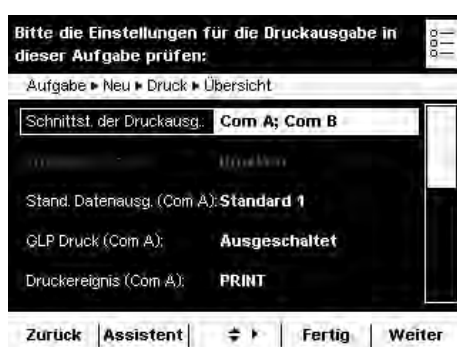 Bitte die Einstellungen für die Druckausgabe in
dieser Aufgabe prüfen:
Aufgabe ▸ Neu ▸ Druck ▸ Übersicht
Schnittst. der Druckausg.: Com A; Com B
Stand. Datenausg. (Com A): Standard 1
GLP Druck (Com A): Ausgeschaltet
Druckereignis (Com A): PRINT
Zurück Assistent Fertig Weiter